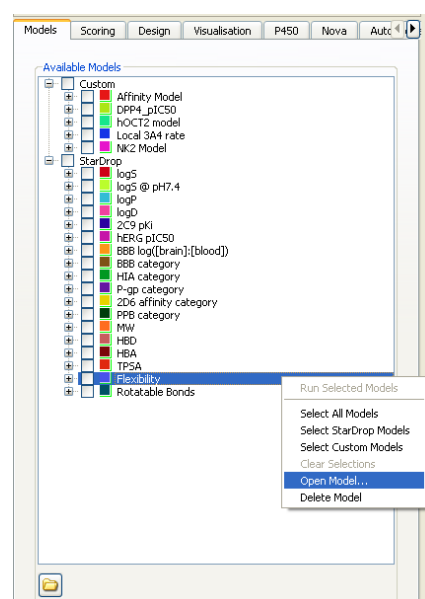 Models Scoring Design Visualisation P450 Nova Auto
Available Models
Custom
Affinity Model
DPP4_pIC50
hOCT2 model
Local 3A4 rate
NK2 Model
StarDrop
logS
logS @ pH7.4
logP
logD
2C9 pKi
hERG pIC50
BBB log([brain]:[blood])
BBB category
HIA category
P-gp category
2D6 affinity category
PPB category
MW
HBD
HBA
TPSA
Flexibility
Rotatable Bonds
Run Selected Models
Select All Models
Select StarDrop Models
Select Custom Models
Clear Selections
Open Model...
Delete Model